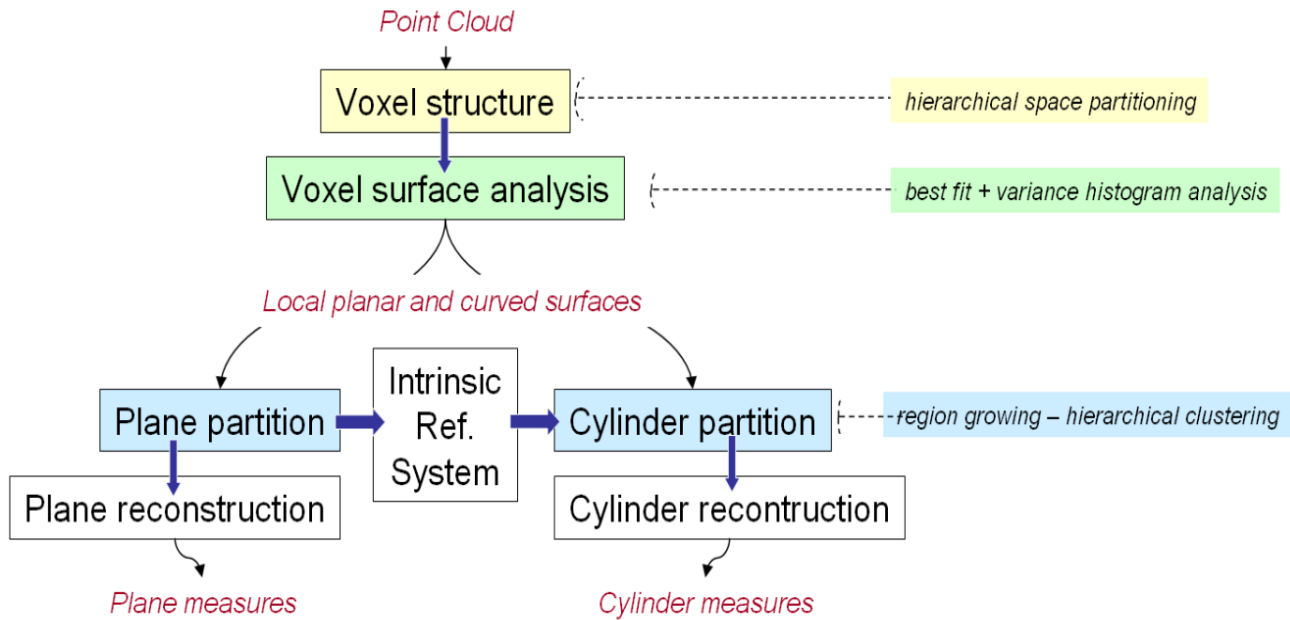 Point Cloud
Voxel structure
hierarchical space partitioning
Voxel surface analysis
best fit + variance histogram analysis
Local planar and curved surfaces
Plane partition
Intrinsic
Ref.
System
Cylinder partition
region growing – hierarchical clustering
Plane reconstruction
Cylinder recontruction
Plane measures
Cylinder measures